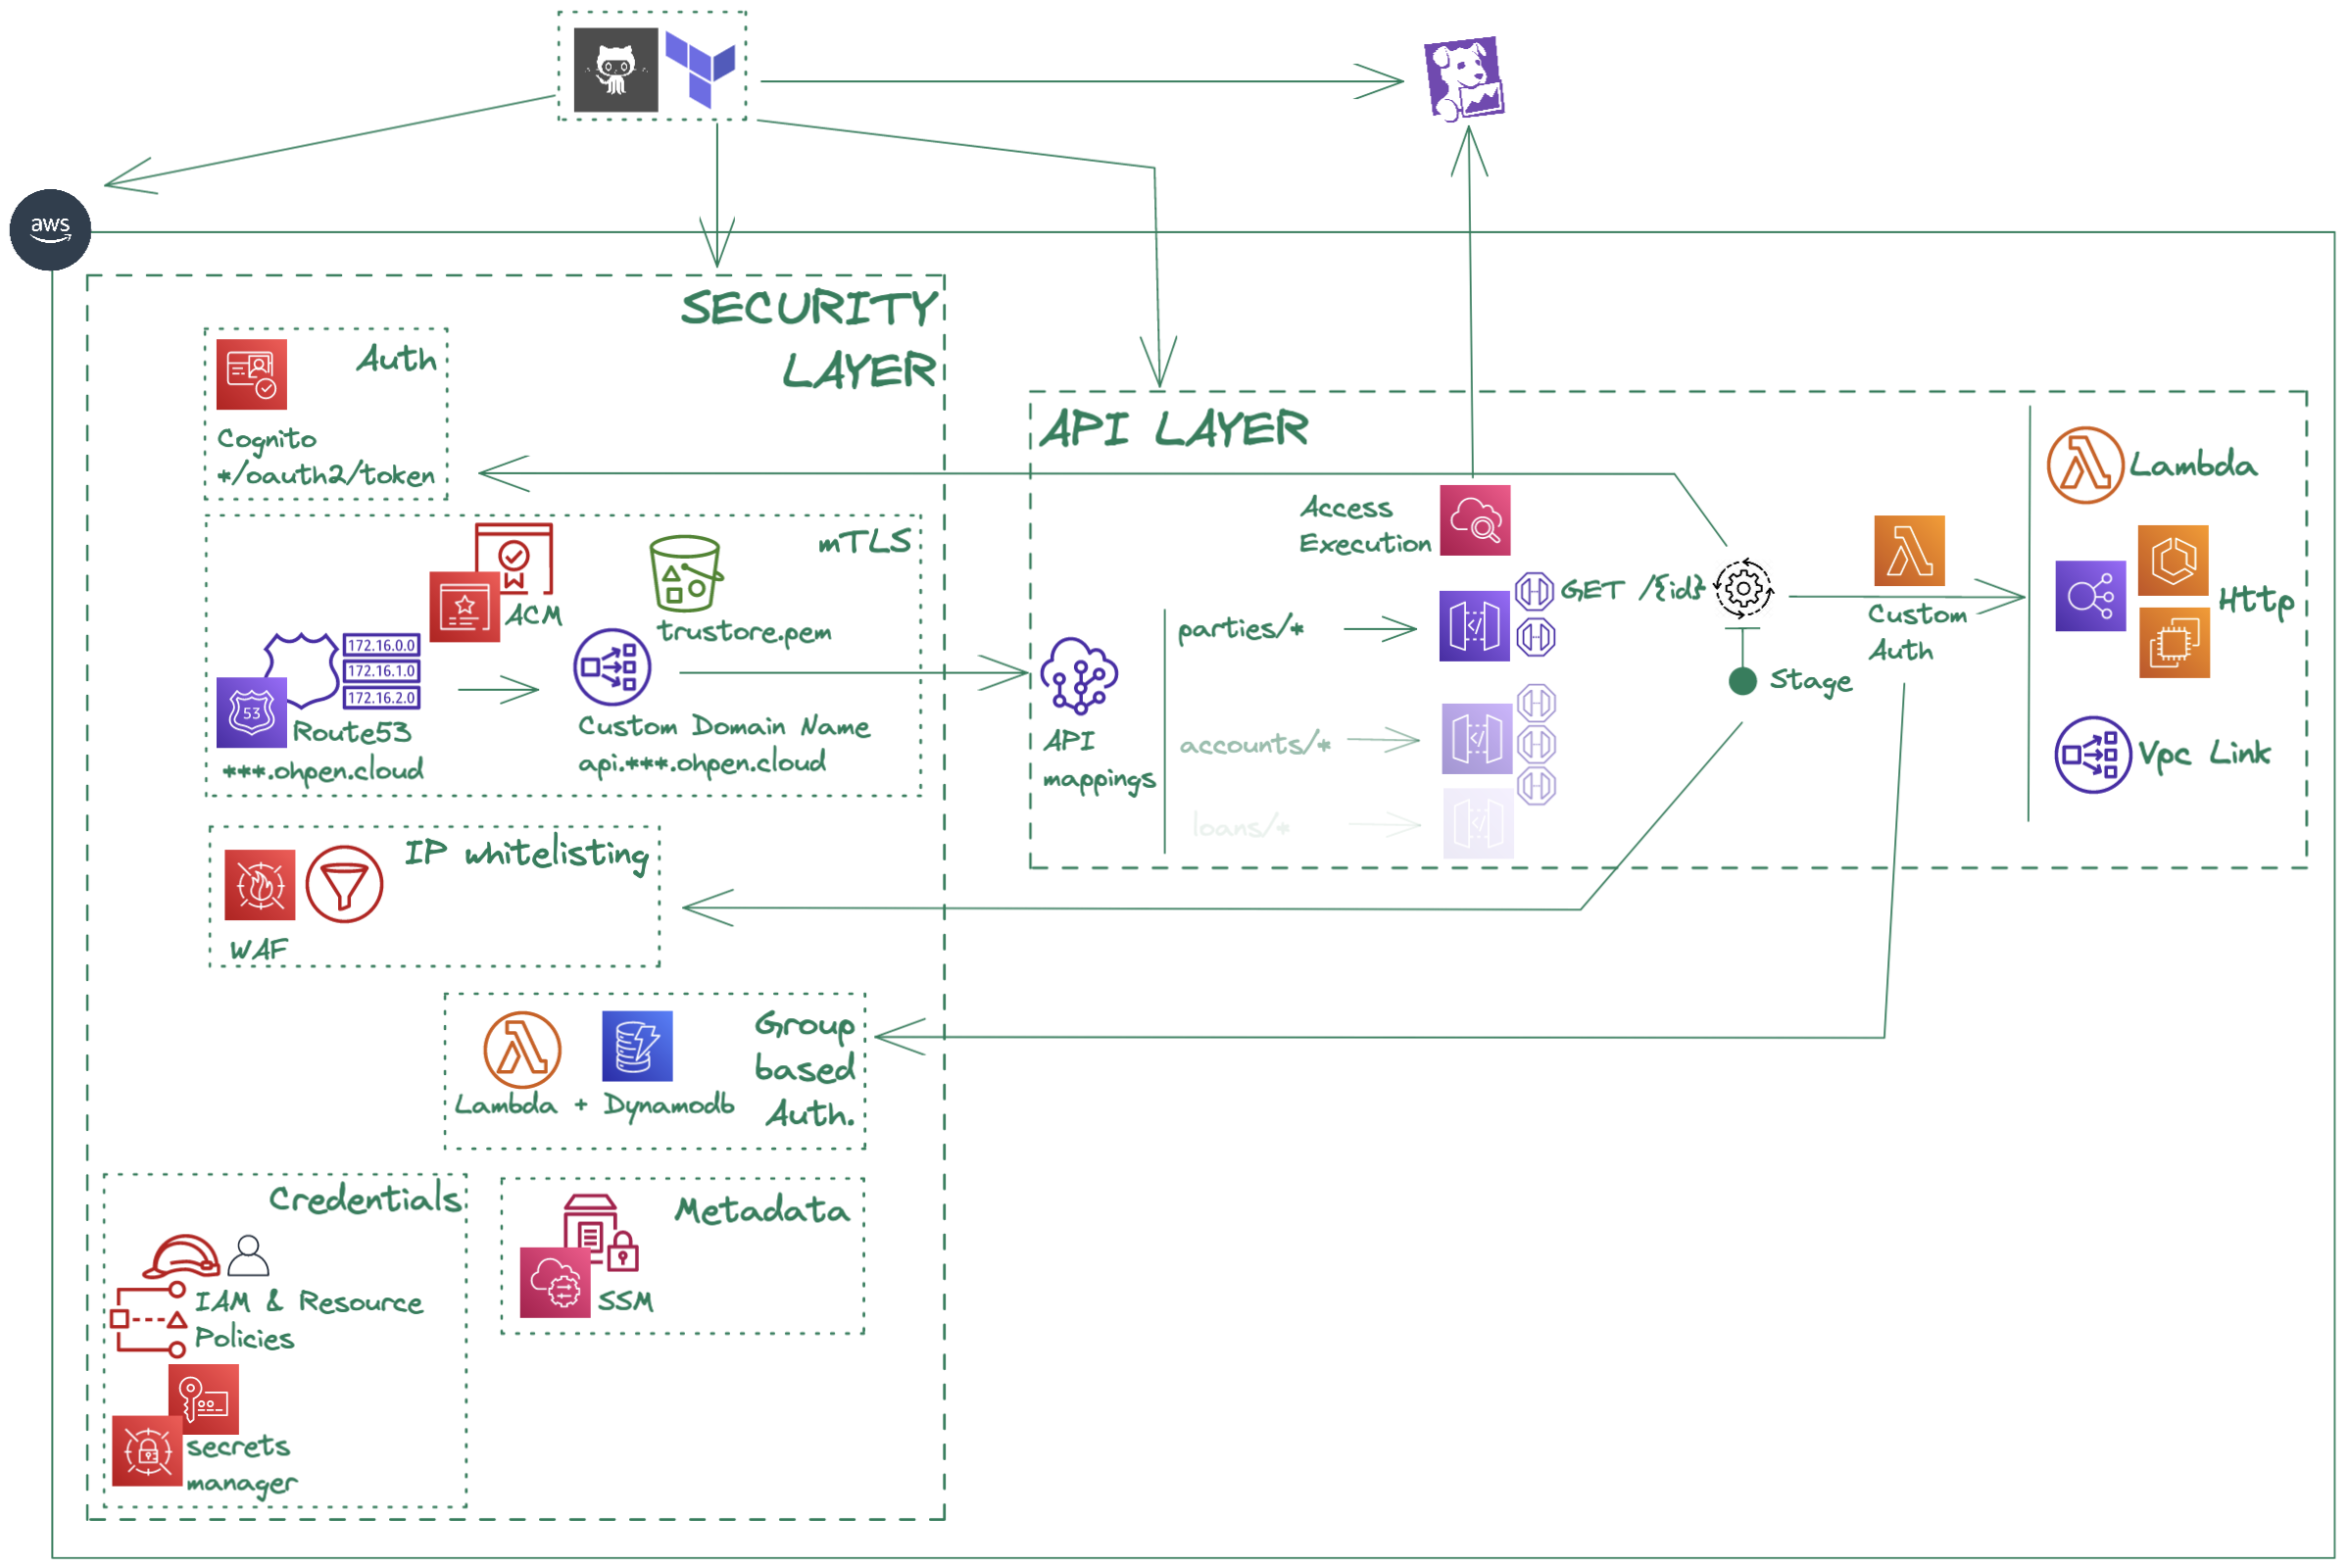 aws
SECURITY
LAYER
Auth
Cognito
*/oauth2/token
mTLS
ACM
trustore.pem
172.16.0.0
172.16.1.0
172.16.2.0
53
Route53
***.ohpen.cloud
Custom Domain Name
api.***.ohpen.cloud
IP whitelisting
WAF
Group
based
Auth.
Lambda + Dynamodb
Credentials
IAM & Resource
Policies
secrets
manager
Metadata
SSM
API LAYER
Access
Execution
API
mappings
parties/*
accounts/*
loans/*
GET /{id}
Stage
Custom
Auth
Lambda
Http
Vpc Link